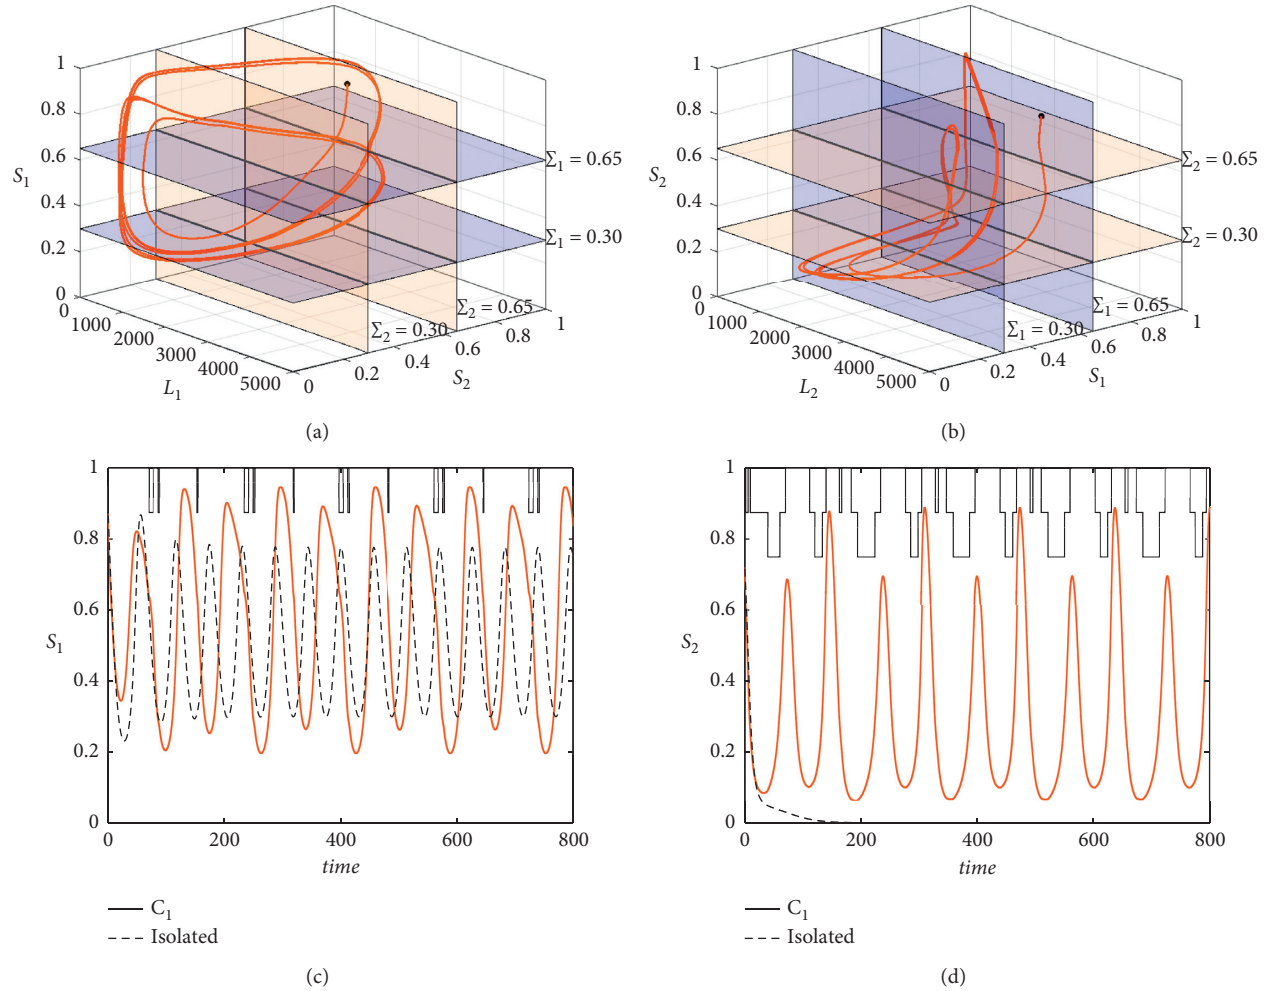 1
0.8
0.6
S1
0.4
0.2
0
0
1000
2000
3000
4000
5000
L1
0
0.2
0.4
0.6
0.8
1
S2
Σ1 = 0.65
Σ1 = 0.30
Σ2 = 0.65
Σ2 = 0.30
(a)
1
0.8
0.6
S2
0.4
0.2
0
0
1000
2000
3000
4000
5000
L2
0
0.2
0.4
0.6
0.8
1
S1
Σ2 = 0.65
Σ2 = 0.30
Σ1 = 0.65
Σ1 = 0.30
(b)
1
0.8
0.6
S1
0.4
0.2
0
0
200
400
600
800
time
C1
Isolated
(c)
1
0.8
0.6
S2
0.4
0.2
0
0
200
400
600
800
time
C1
Isolated
(d)